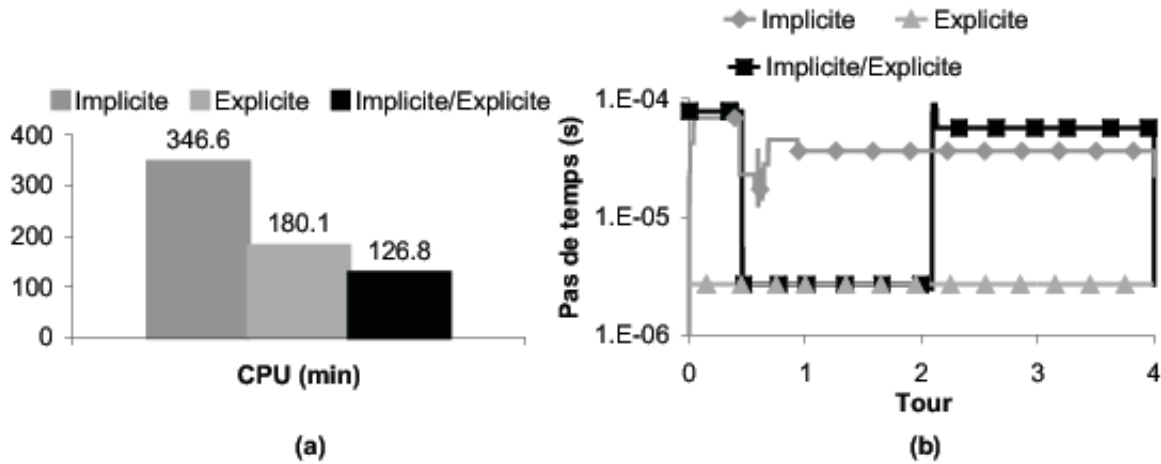 Implicite Explicite Implicite/Explicite
400
300
200
100
0
346.6
180.1
126.8
CPU (min)
(a)
Implicite Explicite
Implicite/Explicite
Pas de temps (s)
1.E-04
1.E-05
1.E-06
0 1 2 3 4
Tour
(b)